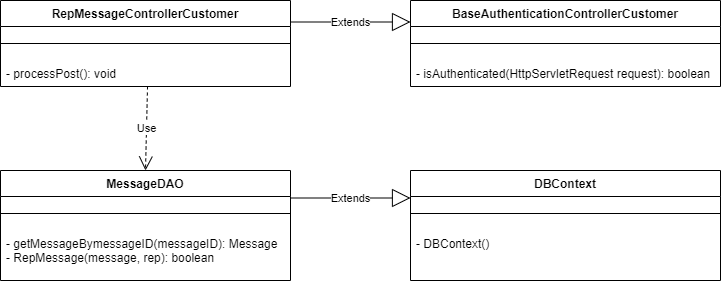 RepMessageControllerCustomer
- processPost(): void
Extends
BaseAuthenticationControllerCustomer
- isAuthenticated(HttpServletRequest request): boolean
Use
MessageDAO
- getMessageBymessageID(messageID): Message
- RepMessage(message, rep): boolean
Extends
DBContext
- DBContext()